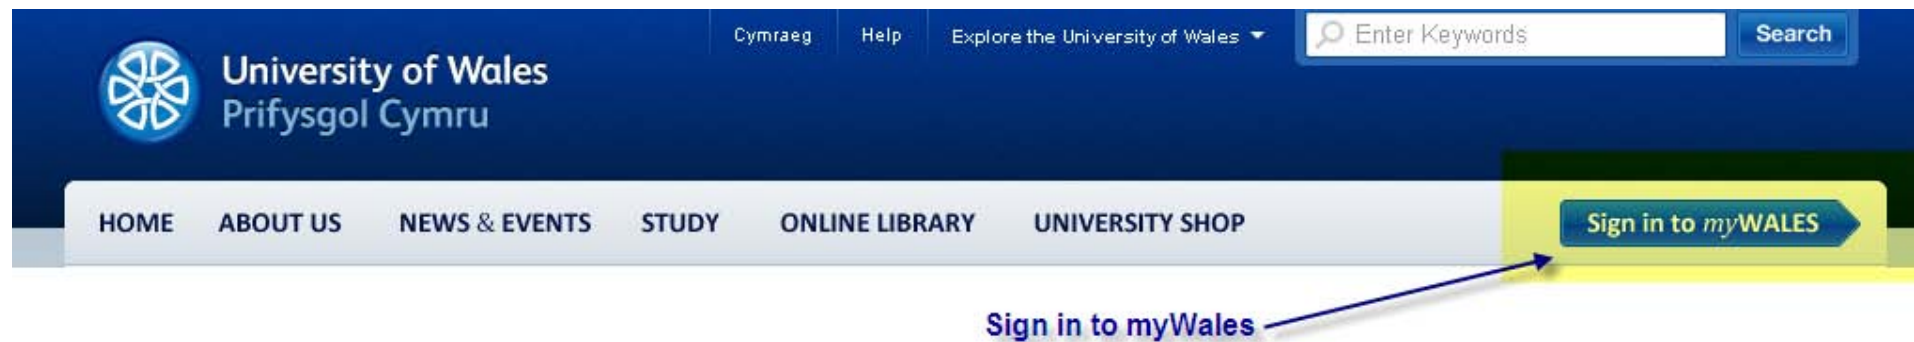 Cymraeg Help Explore the University of Wales Enter Keywords Search
University of Wales
Prifysgol Cymru
HOME ABOUT US NEWS & EVENTS STUDY ONLINE LIBRARY UNIVERSITY SHOP Sign in to myWALES
Sign in to myWales